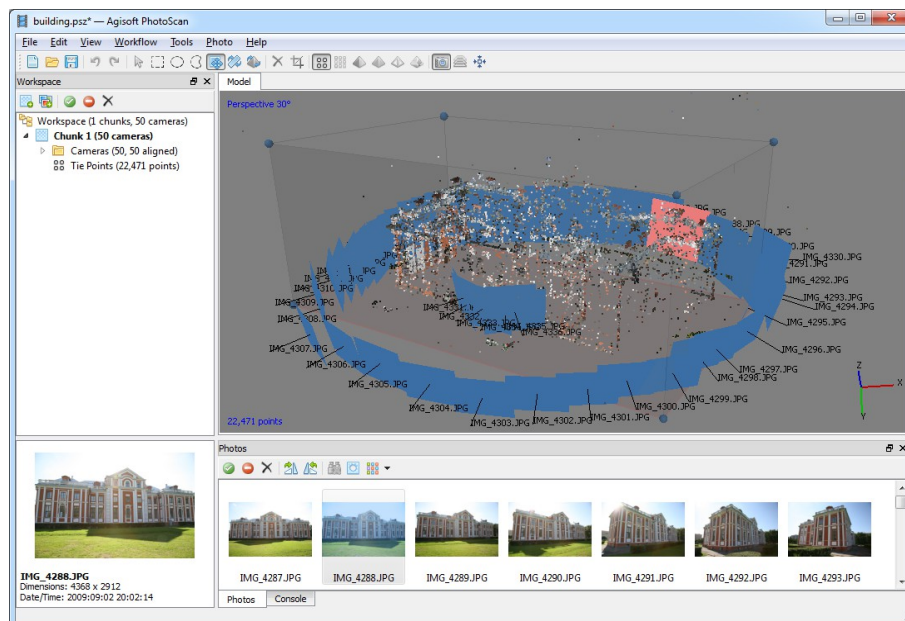 building.psz* — Agisoft PhotoScan
File Edit View Workflow Tools Photo Help
Workspace
Model
Workspace (1 chunks, 50 cameras)
Chunk 1 (50 cameras)
Cameras (50, 50 aligned)
Tie Points (22,471 points)
Perspective 30°
IMG_4330.JPG
4291.JPG
IMG_4292.JPG
IMG_4293.JPG
IMG_4294.JPG
IMG_4295.JPG
IMG_4296.JPG
IMG_4297.JPG
IMG_4298.JPG
IMG_4299.JPG
IMG_4300.JPG
IMG_4301.JPG
IMG_4302.JPG
IMG_4303.JPG
IMG_4304.JPG
IMG_4305.JPG
IMG_4306.JPG
IMG_4307.JPG
IMG_4309.JPG
Z
X
Y
22,471 points
IMG_4288.JPG
Dimensions: 4368 x 2912
Date/Time: 2009:09:02 20:02:14
Photos
IMG_4287.JPG IMG_4288.JPG IMG_4289.JPG IMG_4290.JPG IMG_4291.JPG IMG_4292.JPG IMG_4293.JPG
Photos Console